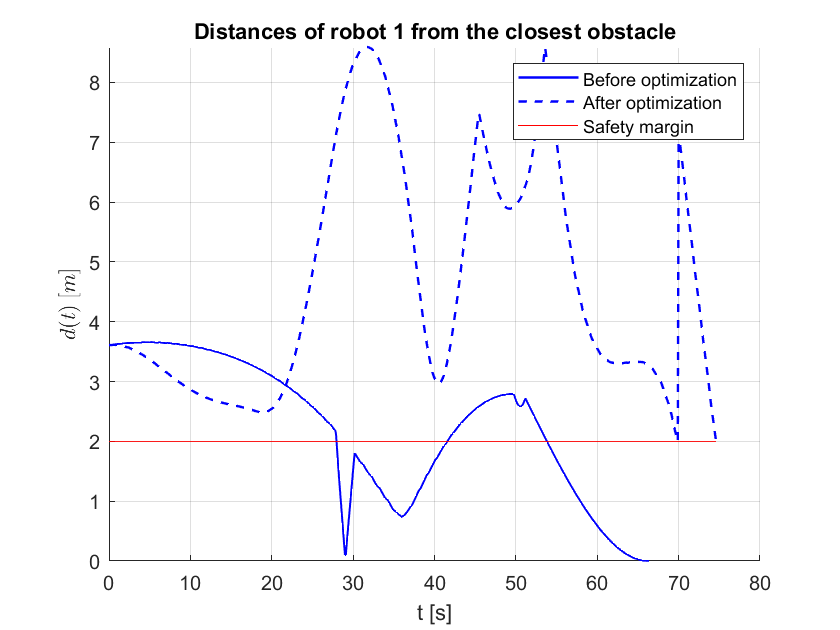 Distances of robot 1 from the closest obstacle
Before optimization
After optimization
Safety margin
d(t) [m]
8
7
6
5
4
3
2
1
0
0 10 20 30 40 50 60 70 80
t [s]